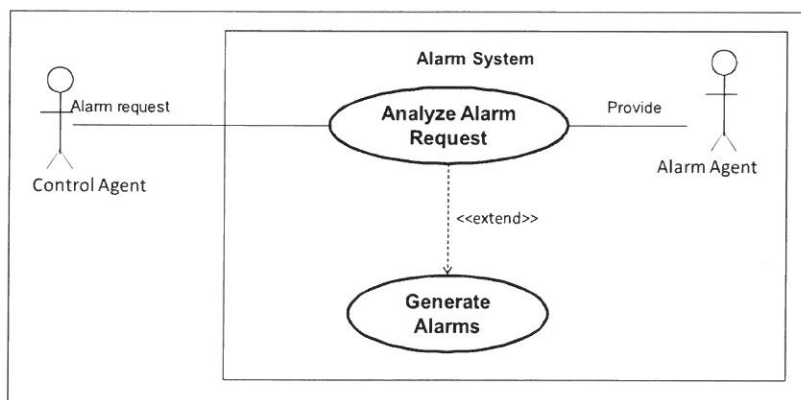 Alarm System
Alarm request
Analyze Alarm
Request
Provide
Control Agent
Alarm Agent
<<extend>>
Generate
Alarms